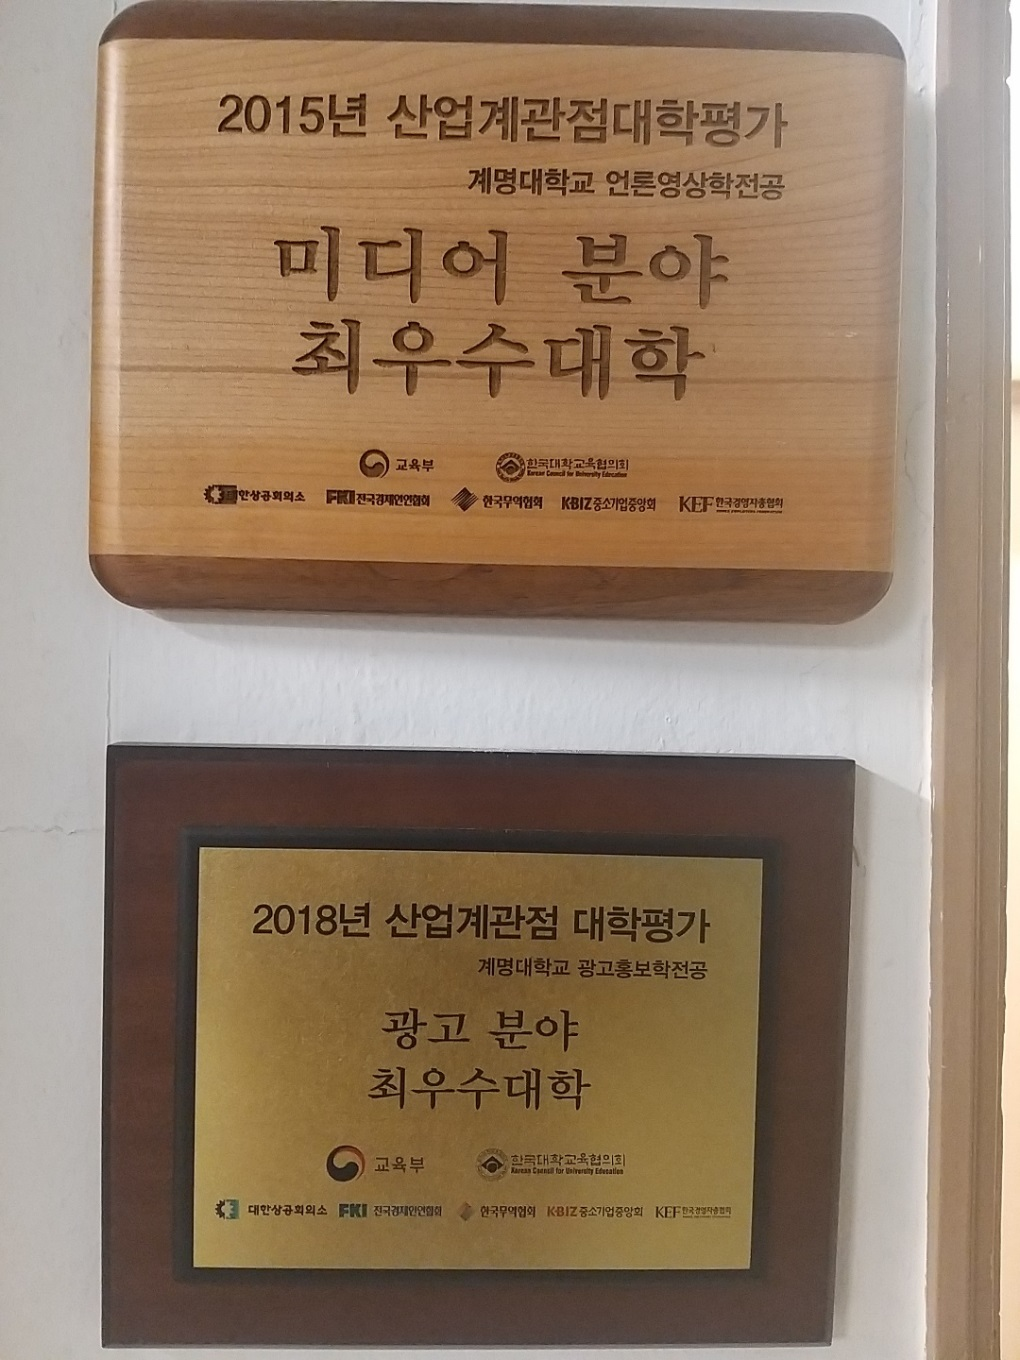 2015년 산업계관점대학평가
계명대학교 언론영상학전공
미디어 분야
최우수대학
교육부 한국대학교육협의회
Korean Council for University Education
대한상공회의소 FKI 전국경제인연합회 한국무역협회 KBIZ 중소기업중앙회 KEF 한국경영자총협회
2018년 산업계관점 대학평가
계명대학교 광고홍보학전공
광고 분야
최우수대학
교육부 한국대학교육협의회
Korean Council for University Education
대한상공회의소 FKI 전국경제인연합회 한국무역협회 KBIZ 중소기업중앙회 KEF 한국경영자총협회